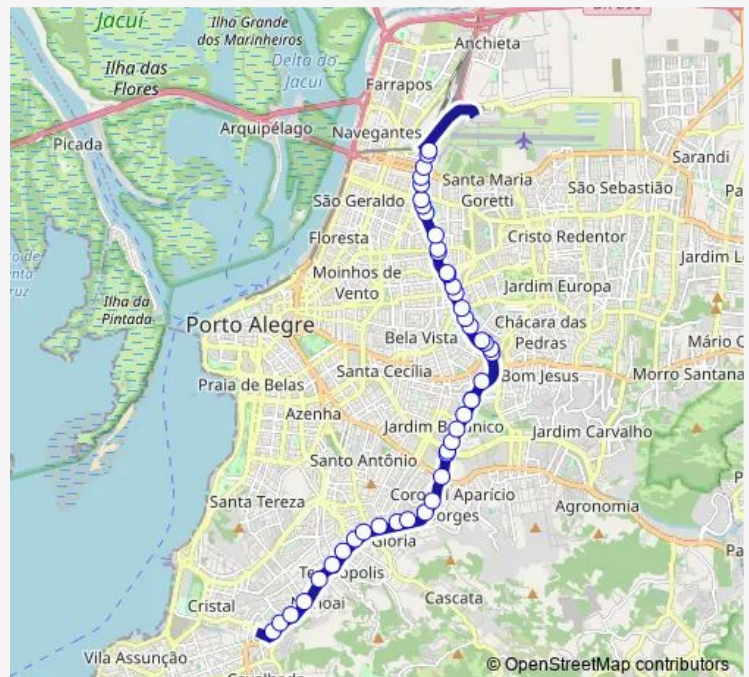 Jacuí
Ilha Grande
dos Marinheiros
Anchieta
Delta do
Jacuí
Ilha das
Flores
Farrapos
Arquipélago
Navegantes
Picada
Sarandi
Santa Maria
Goretti
São Sebastião
São Geraldo
Floresta
Cristo Redentor
Moinhos de
Vento
Jardim Europa
Ilha da
Pintada
Porto Alegre
Bela Vista
Chácara das
Pedras
Santa Cecília
Praia de Belas
Bom Jesus
Morro Santana
Azenha
Jardim Carvalho
Santo Antônio
Santa Tereza
Agronomia
Cascata
Cristal
Vila Assunção
© OpenStreetMap contributors